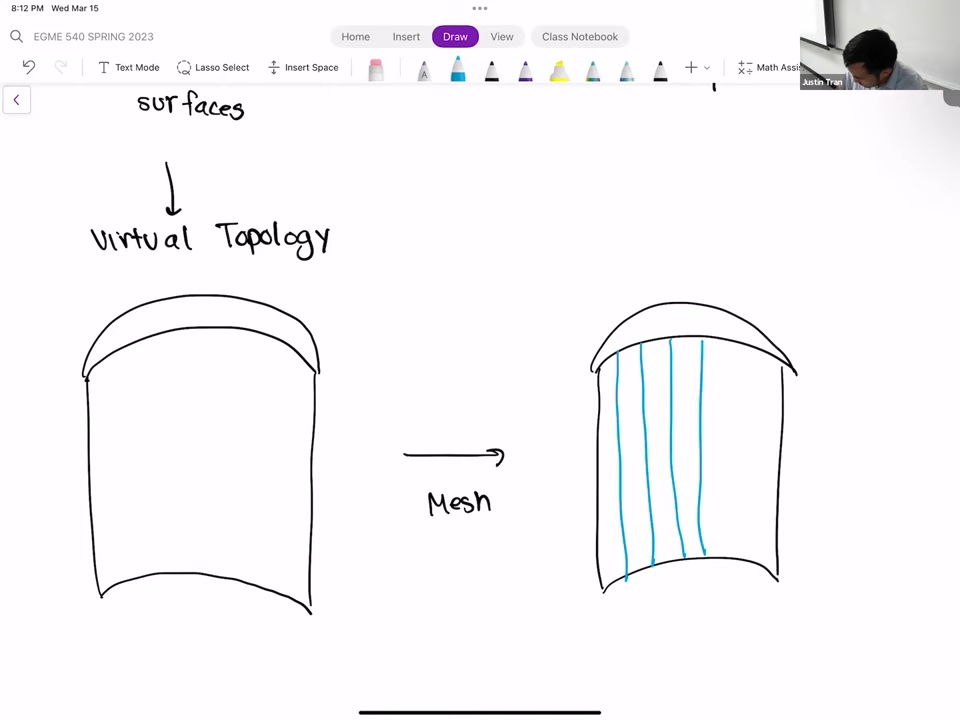 8:12 PM Wed Mar 15
EGME 540 SPRING 2023
Home Insert Draw View Class Notebook
Text Mode Lasso Select Insert Space Math Assis
A
Justin Tran
surfaces
Virtual Topology
Mesh